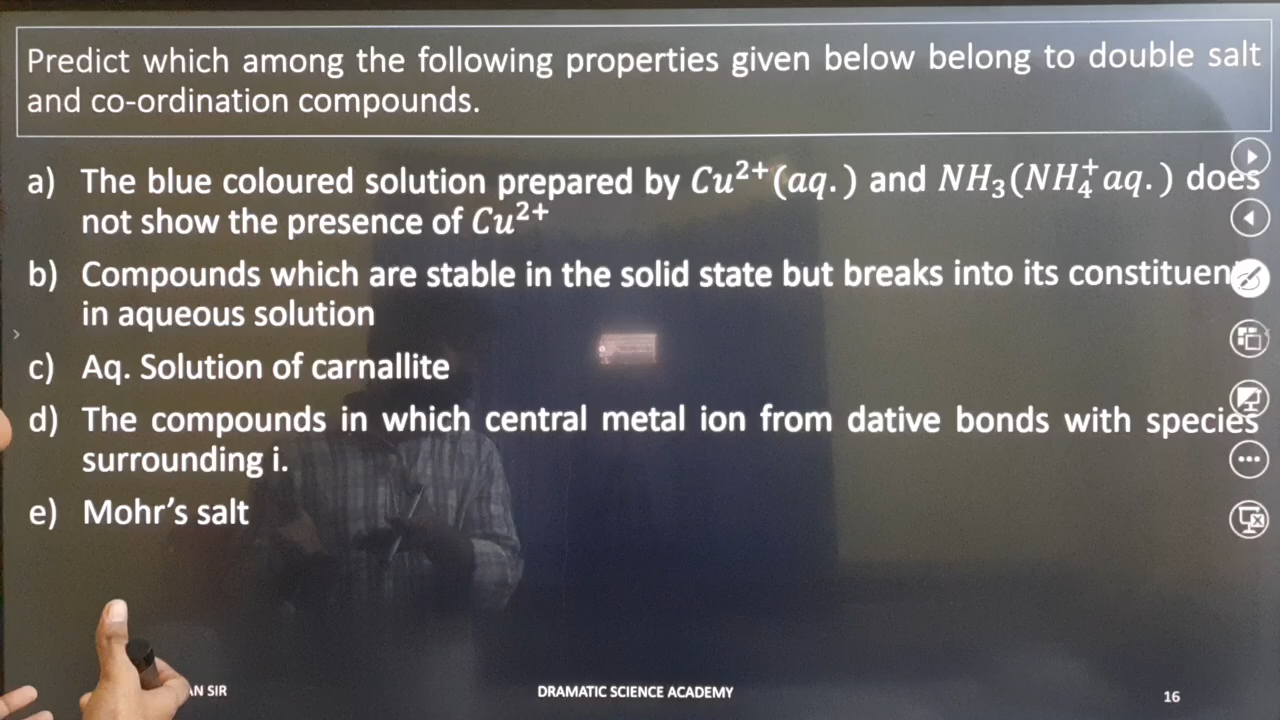 Predict which among the following properties given below belong to double salt
and co-ordination compounds.
a) The blue coloured solution prepared by Cu²⁺(aq.) and NH₃(NH₄⁺aq.) does
not show the presence of Cu²⁺
b) Compounds which are stable in the solid state but breaks into its constituen
in aqueous solution
c) Aq. Solution of carnallite
d) The compounds in which central metal ion from dative bonds with species
surrounding i.
e) Mohr’s salt
AN SIR
DRAMATIC SCIENCE ACADEMY
16